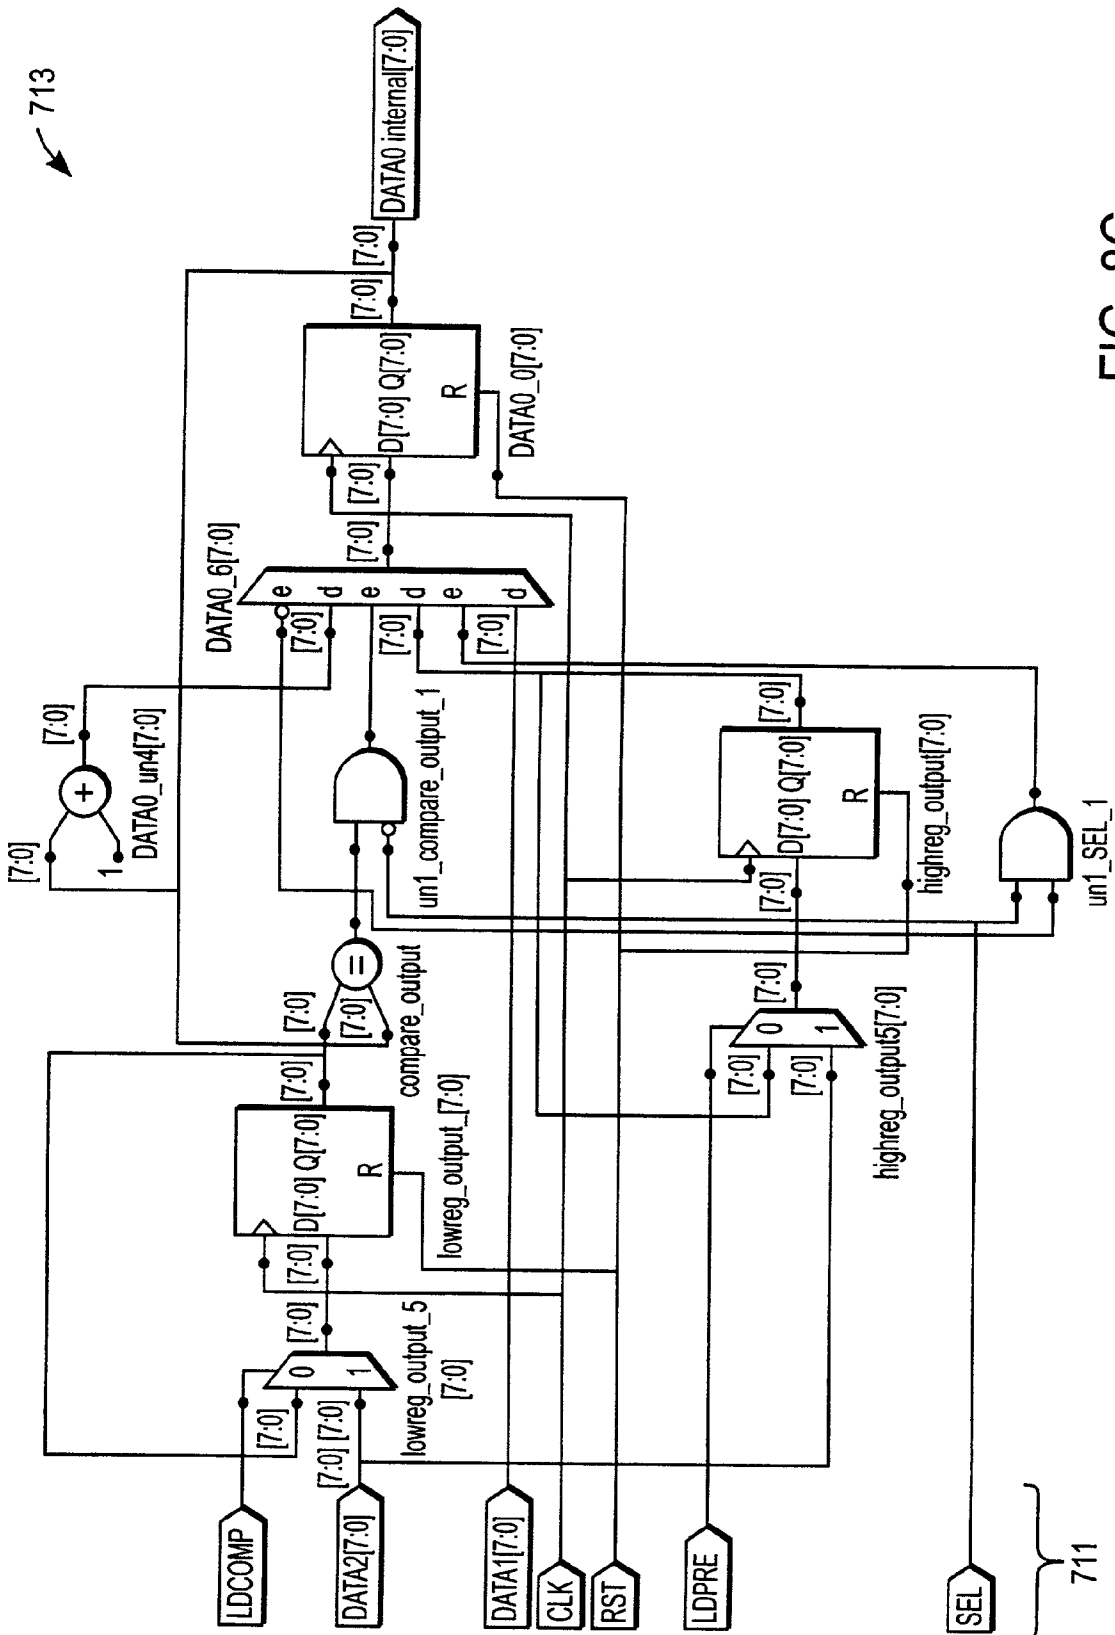 713
DATA0 internal[7:0]
[7:0]
[7:0]
D[7:0] Q[7:0]
R
DATA0_0[7:0]
[7:0]
[7:0]
DATA0_6[7:0]
e
d
e
d
e
d
[7:0]
[7:0]
[7:0]
[7:0]
+
[7:0]
1
DATA0_un4[7:0]
un1_compare_output_1
=
[7:0]
[7:0]
compare_output
[7:0]
D[7:0] Q[7:0]
R
lowreg_output_[7:0]
[7:0]
[7:0]
0
1
lowreg_output_5
[7:0]
[7:0]
[7:0]
[7:0]
LDCOMP
DATA2[7:0]
DATA1[7:0]
CLK
RST
LDPRE
SEL
711
[7:0]
D[7:0] Q[7:0]
R
highreg_output[7:0]
[7:0]
[7:0]
0
1
[7:0]
[7:0]
highreg_output5[7:0]
un1_SEL_1